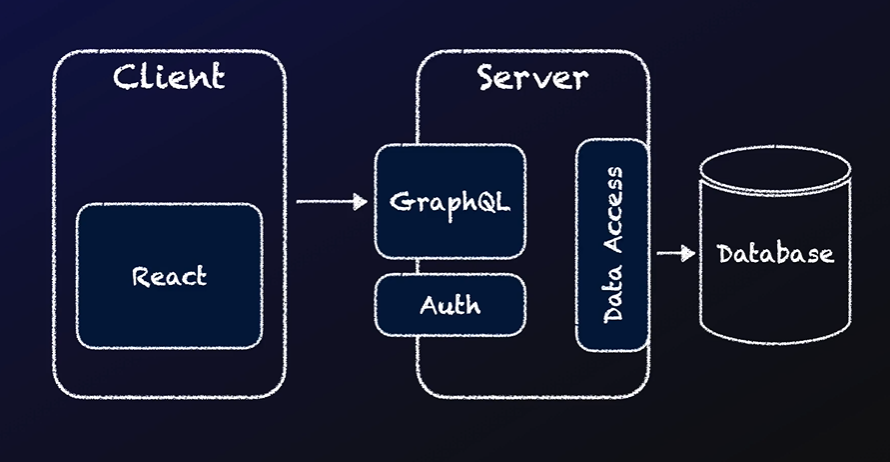 Client
React
Server
GraphQL
Auth
Data Access
Database